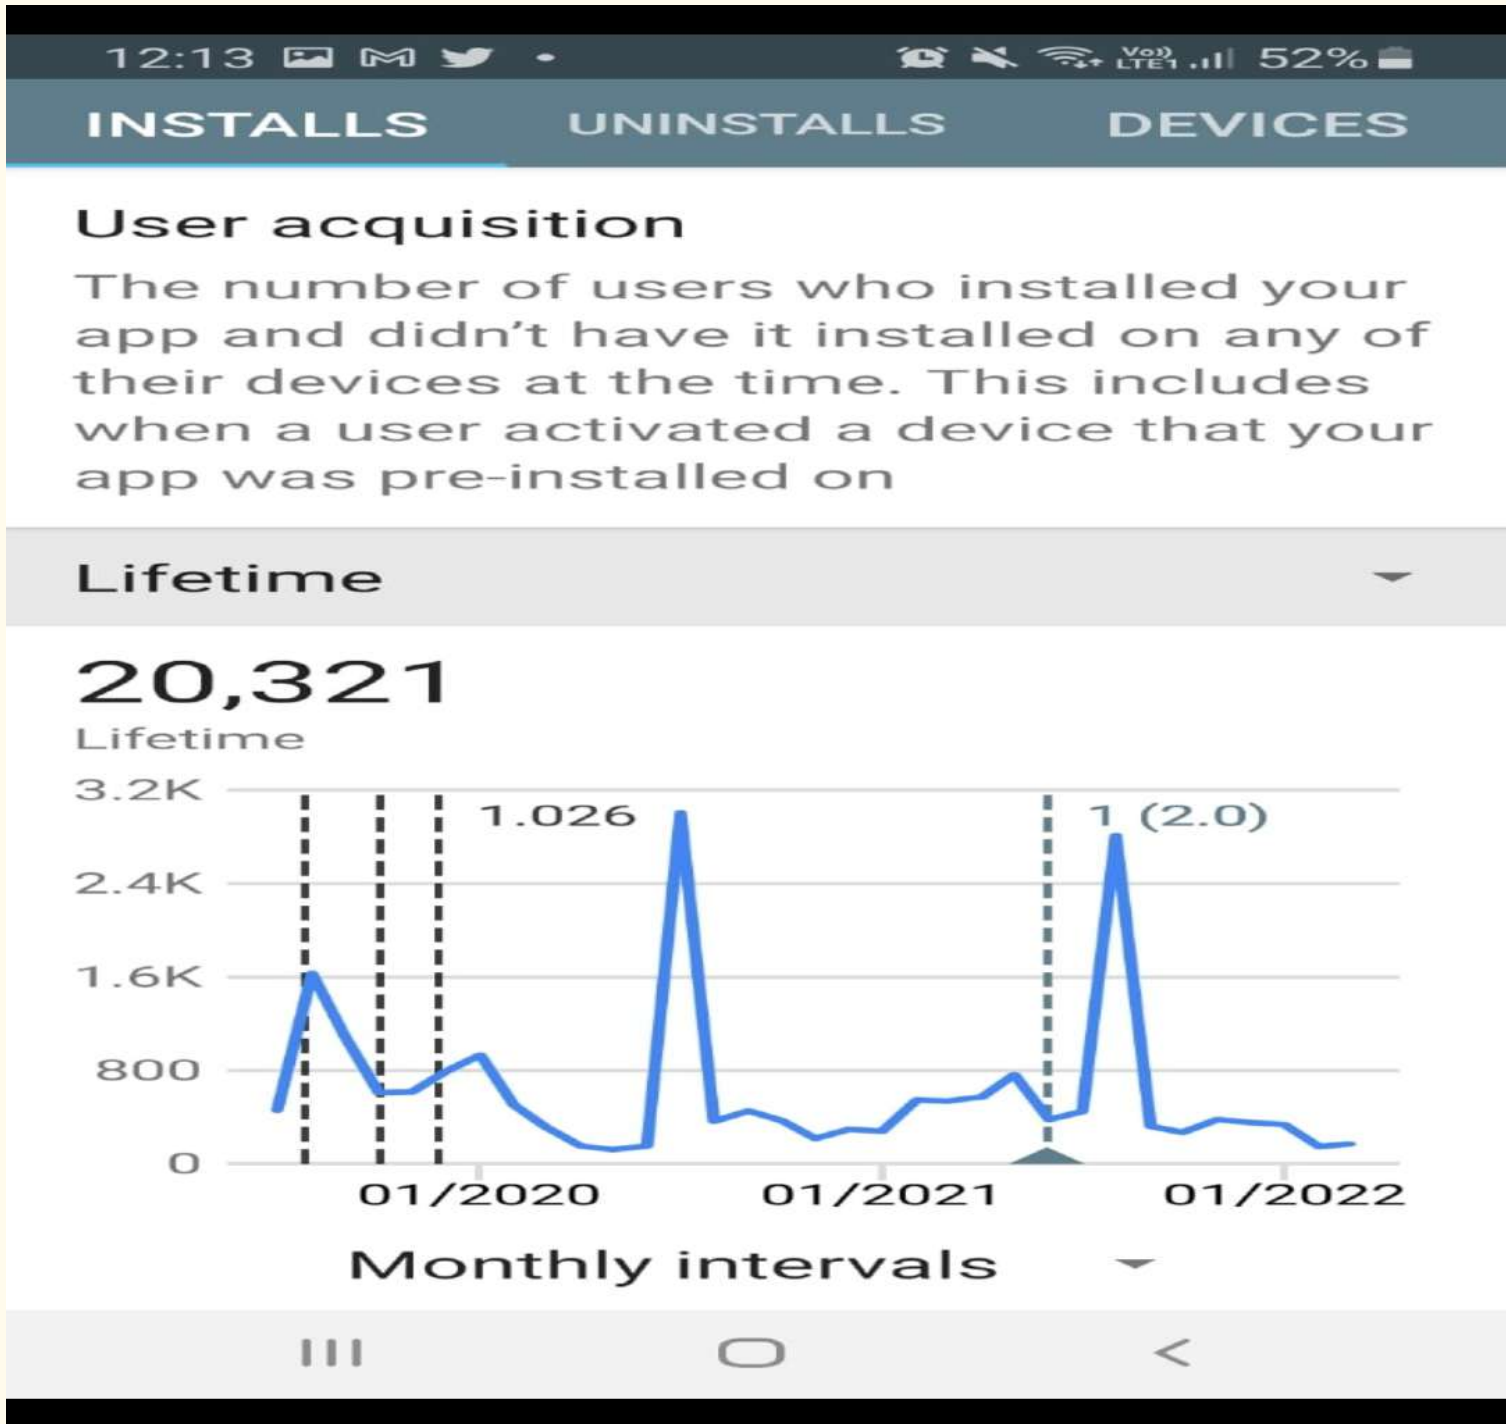 12:13 52%
INSTALLS UNINSTALLS DEVICES
User acquisition
The number of users who installed your
app and didn't have it installed on any of
their devices at the time. This includes
when a user activated a device that your
app was pre-installed on
Lifetime
20,321
Lifetime
3.2K
1.026 1 (2.0)
2.4K
1.6K
800
0
01/2020 01/2021 01/2022
Monthly intervals